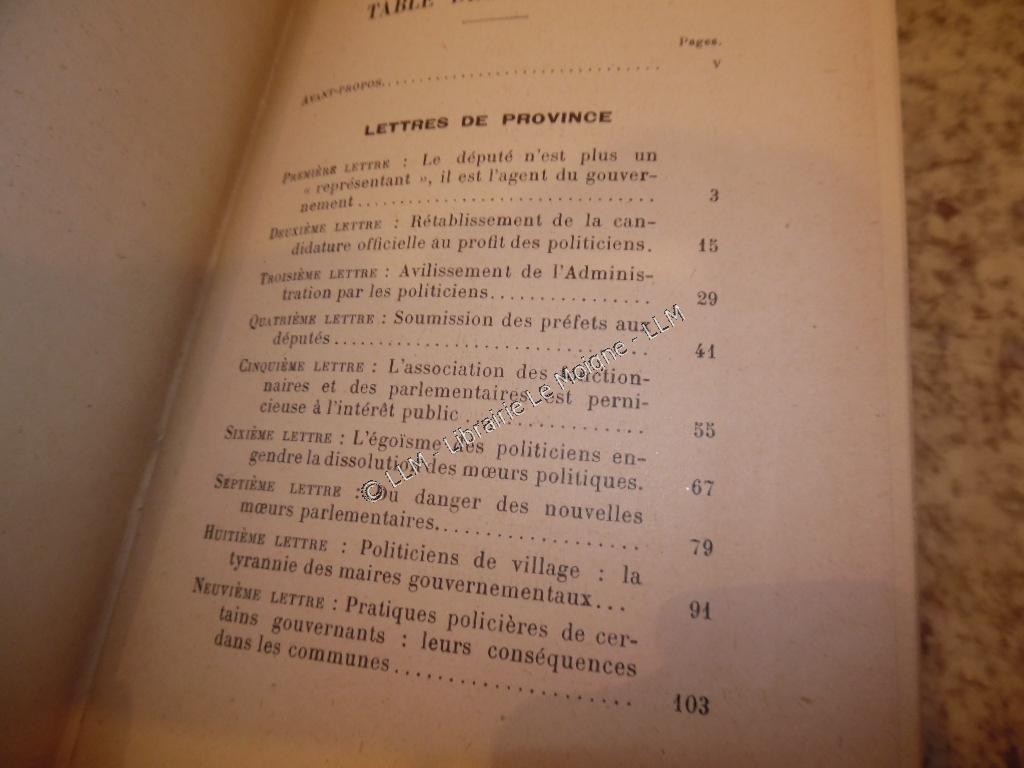 TABLE
Pages.
AVANT-PROPOS. V
LETTRES DE PROVINCE
PREMIÈRE LETTRE : Le député n'est plus un
« représentant », il est l'agent du gouver-
nement 3
DEUXIÈME LETTRE : Rétablissement de la can-
didature officielle au profit des politiciens. 15
TROISIÈME LETTRE : Avilissement de l'Adminis-
tration par les politiciens 29
QUATRIÈME LETTRE : Soumission des préfets aux
députés 41
CINQUIÈME LETTRE : L'association des fonction-
naires et des parlementaires est perni-
cieuse à l'intérêt public 55
SIXIÈME LETTRE : L'égoïsme des politiciens en-
gendre la dissolution des mœurs politiques. 67
SEPTIÈME LETTRE : Du danger des nouvelles
mœurs parlementaires. 79
HUITIÈME LETTRE : Politiciens de village : la
tyrannie des maires gouvernementaux... 91
NEUVIÈME LETTRE : Pratiques policières de cer-
tains gouvernants : leurs conséquences
dans les communes 103
© LLM - Librairie Le Moigne - LLM